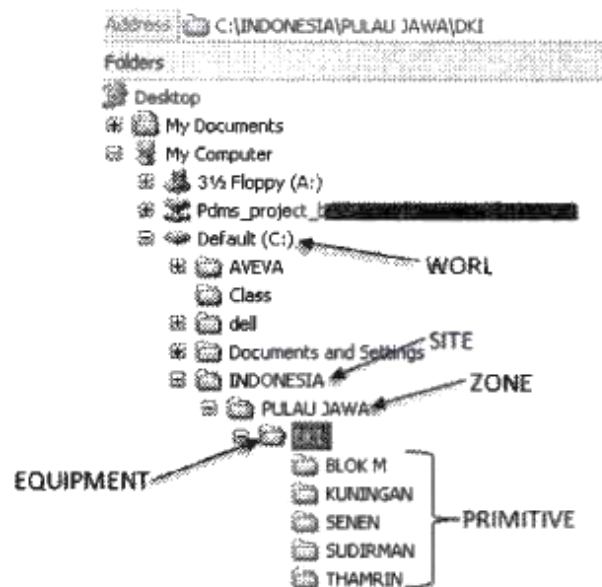 Address C:\INDONESIA\PULAU JAWA\DKI
Folders
Desktop
My Documents
My Computer
3½ Floppy (A:)
Pdms_project_
Default (C:)
WORL
AVEVA
Class
dell
Documents and Settings
SITE
INDONESIA
ZONE
PULAU JAWA
EQUIPMENT
BLOK M
KUNINGAN
SENEN
PRIMITIVE
SUDIRMAN
THAMRIN